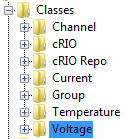 Classes
Channel
cRIO
cRIO Repo
Current
Group
Temperature
Voltage